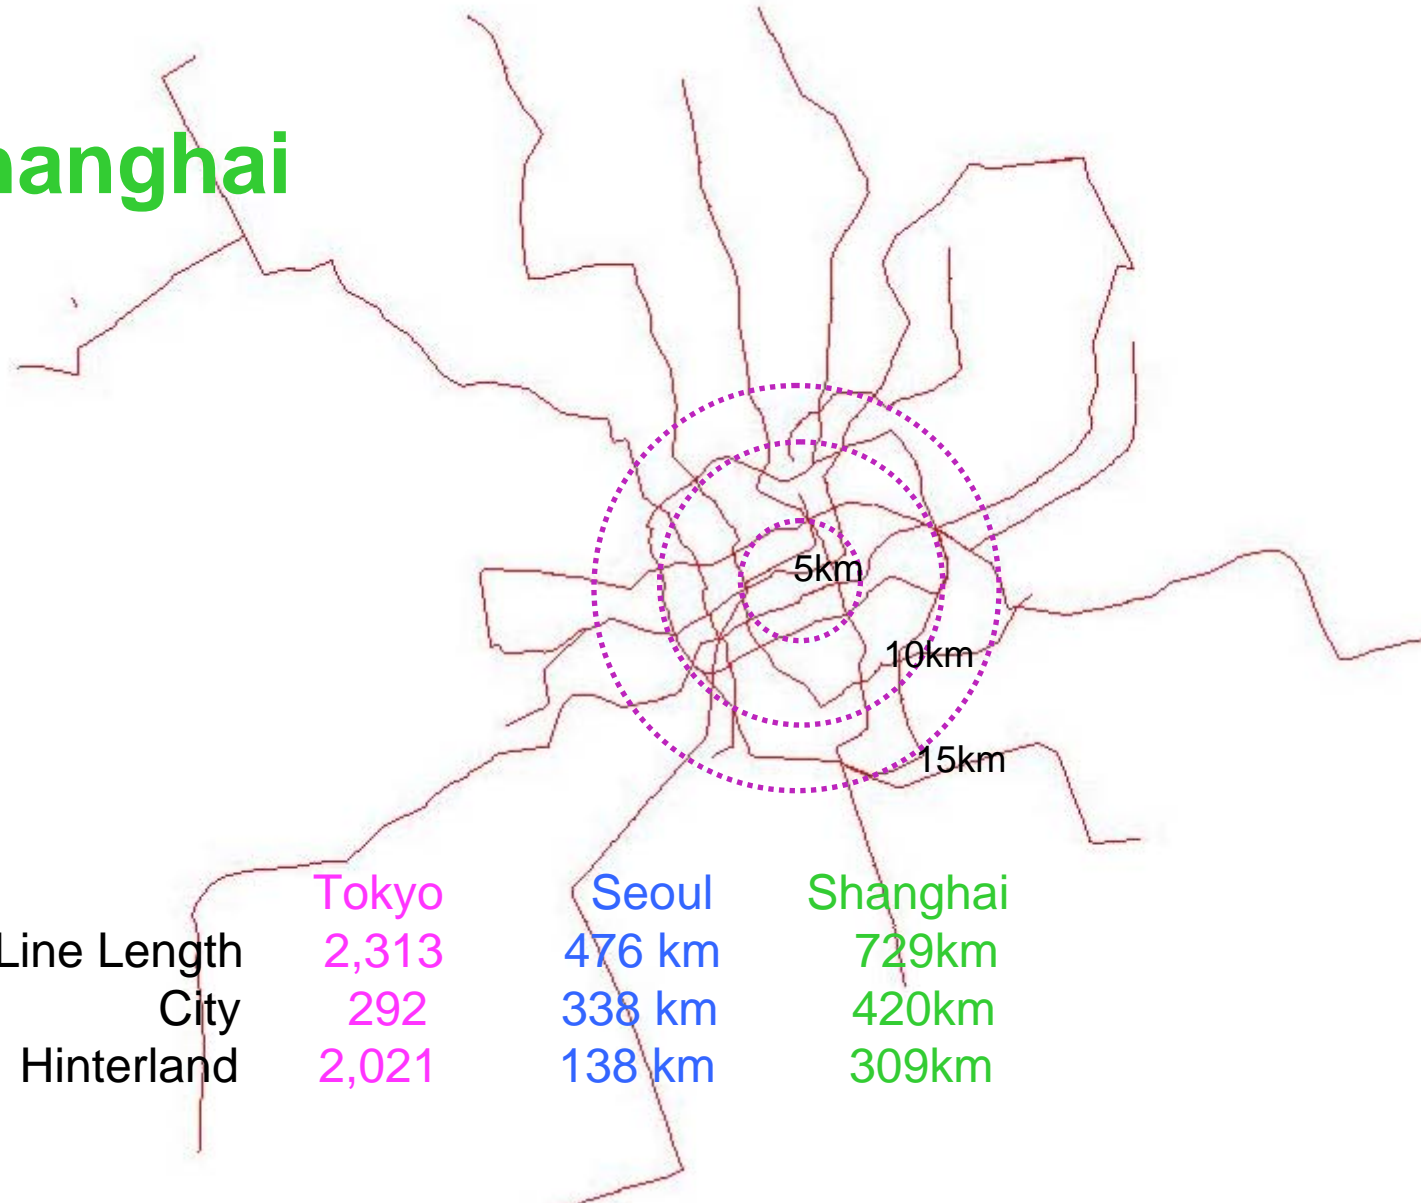 hanghai
5km
10km
15km
Tokyo Seoul Shanghai
Line Length 2,313 476 km 729km
City 292 338 km 420km
Hinterland 2,021 138 km 309km